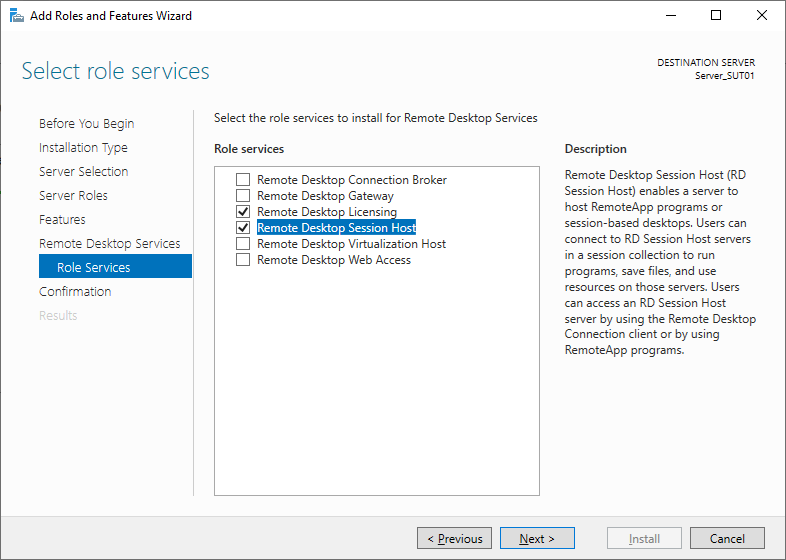 Add Roles and Features Wizard
Select role services
DESTINATION SERVER
Server_SUT01
Before You Begin
Installation Type
Server Selection
Server Roles
Features
Remote Desktop Services
Role Services
Confirmation
Results
Select the role services to install for Remote Desktop Services
Role services
Remote Desktop Connection Broker
Remote Desktop Gateway
Remote Desktop Licensing
Remote Desktop Session Host
Remote Desktop Virtualization Host
Remote Desktop Web Access
Description
Remote Desktop Session Host (RD
Session Host) enables a server to
host RemoteApp programs or
session-based desktops. Users can
connect to RD Session Host servers
in a session collection to run
programs, save files, and use
resources on those servers. Users
can access an RD Session Host
server by using the Remote Desktop
Connection client or by using
RemoteApp programs.
< Previous
Next >
Install
Cancel